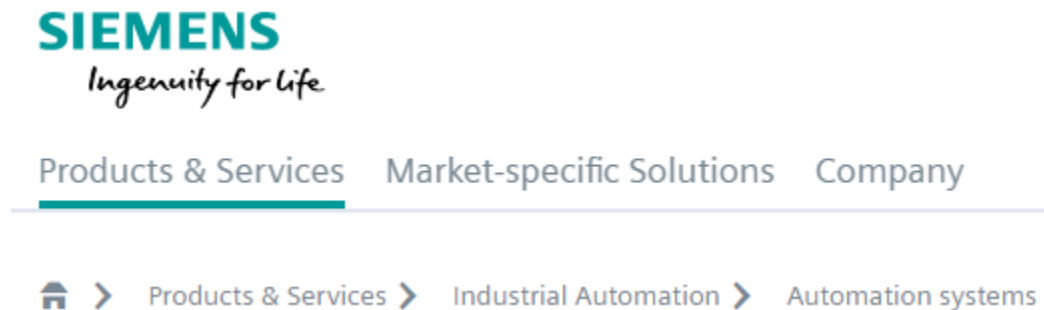 SIEMENS
Ingenuity for life
Products & Services Market-specific Solutions Company
Products & Services Industrial Automation Automation systems